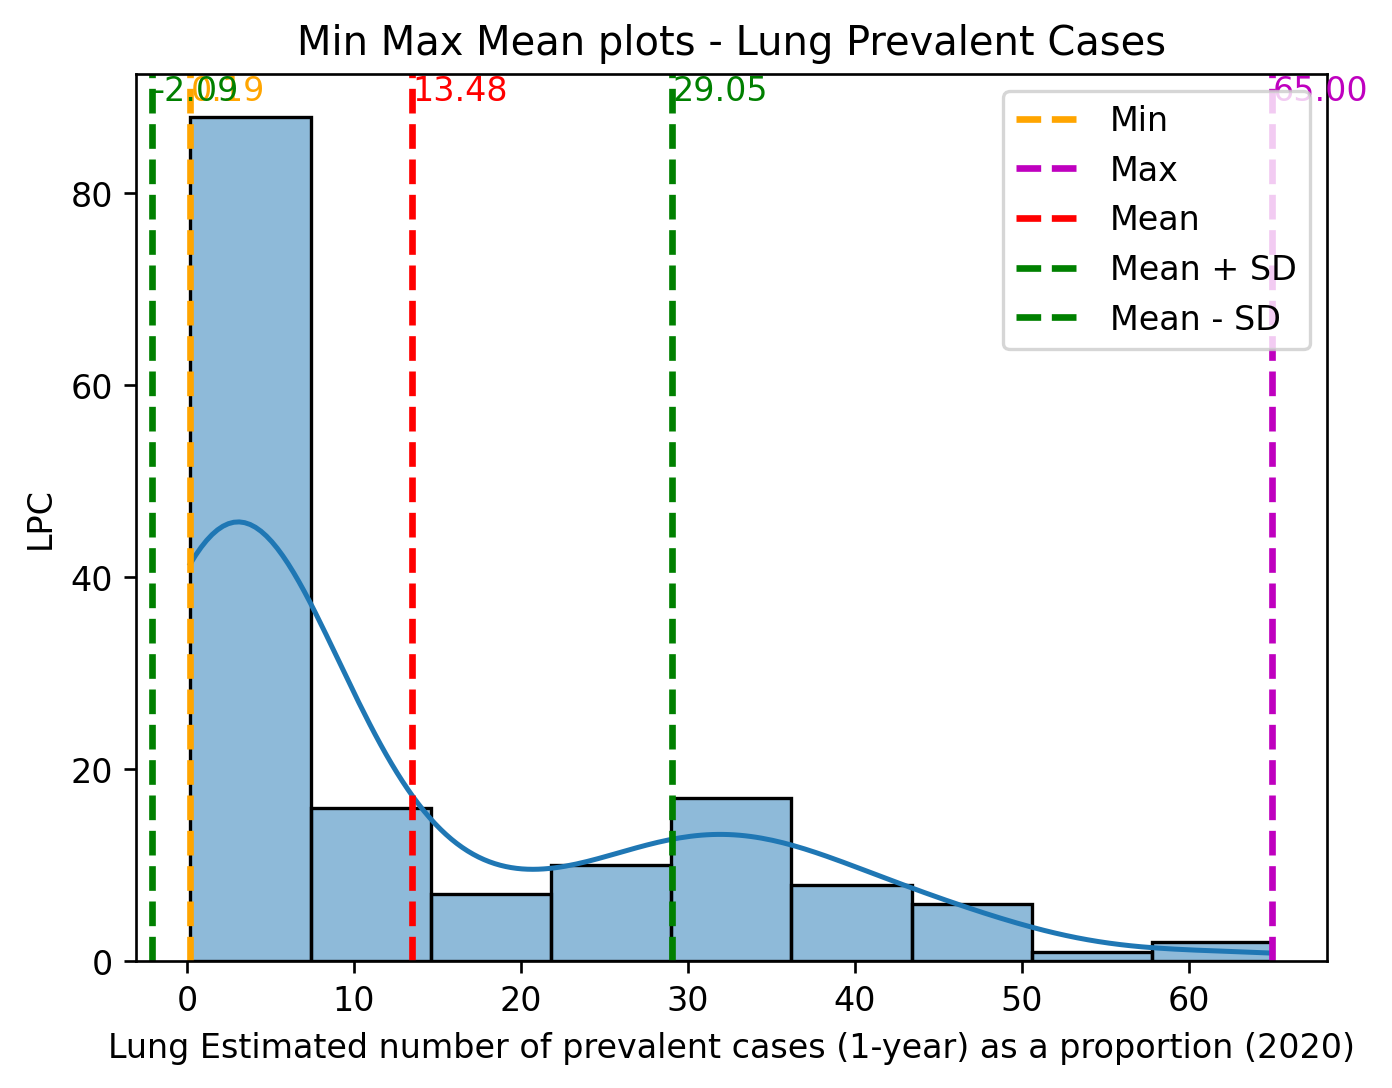 Min Max Mean plots - Lung Prevalent Cases
-2.09
0.19
13.48
29.05
65.00
Min
Max
Mean
Mean + SD
Mean - SD
LPC
80
60
40
20
0
0 10 20 30 40 50 60
Lung Estimated number of prevalent cases (1-year) as a proportion (2020)